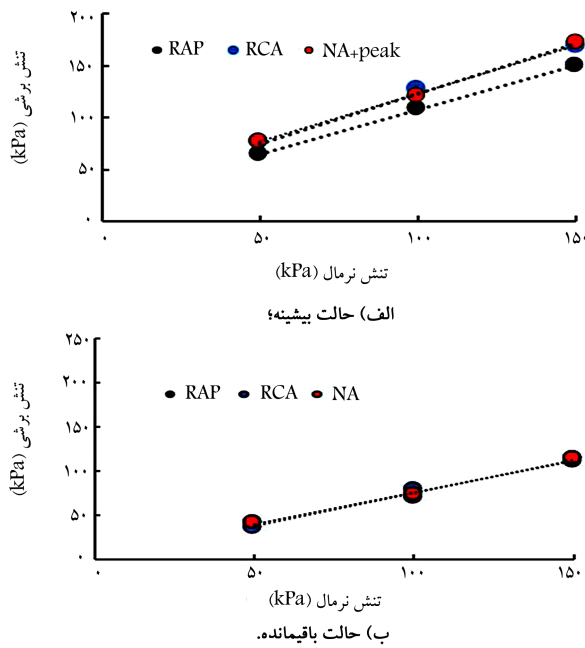 ۲۰۰
RAP RCA NA+peak
۱۵۰
۱۰۰
۵۰
۰
تنش برشی (kPa)
۰ ۵۰ ۱۰۰ ۱۵۰
تنش نرمال (kPa)
الف) حالت بیشینه؛
۲۵۰
۲۰۰
RAP RCA NA
۱۵۰
۱۰۰
۵۰
۰
تنش برشی (kPa)
۰ ۵۰ ۱۰۰ ۱۵۰
تنش نرمال (kPa)
ب) حالت باقیمانده.